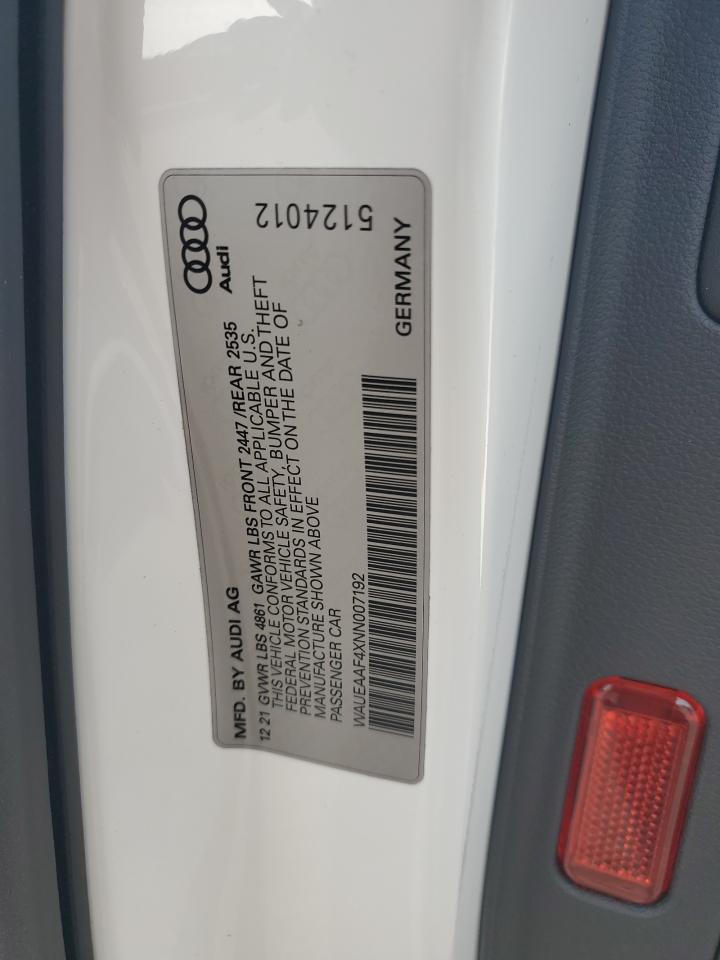 MFD. BY AUDI AG
Audi
12 21 GVWR LBS 4861 GAWR LBS FRONT 2447 /REAR 2535
THIS VEHICLE CONFORMS TO ALL APPLICABLE U.S.
FEDERAL MOTOR VEHICLE SAFETY, BUMPER AND THEFT
PREVENTION STANDARDS IN EFFECT ON THE DATE OF
MANUFACTURE SHOWN ABOVE
PASSENGER CAR
WAUEAAF4XNN007192
GERMANY
5124012